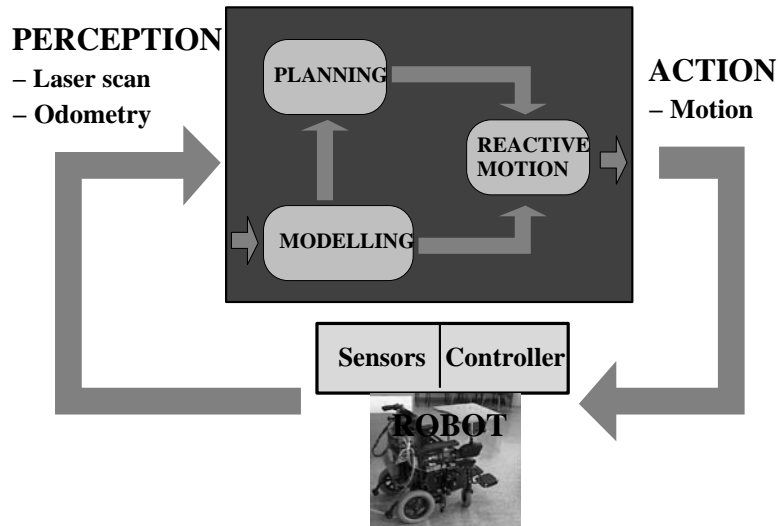 PERCEPTION
– Laser scan
– Odometry
PLANNING
REACTIVE
MOTION
MODELLING
ACTION
– Motion
Sensors
Controller
ROBOT